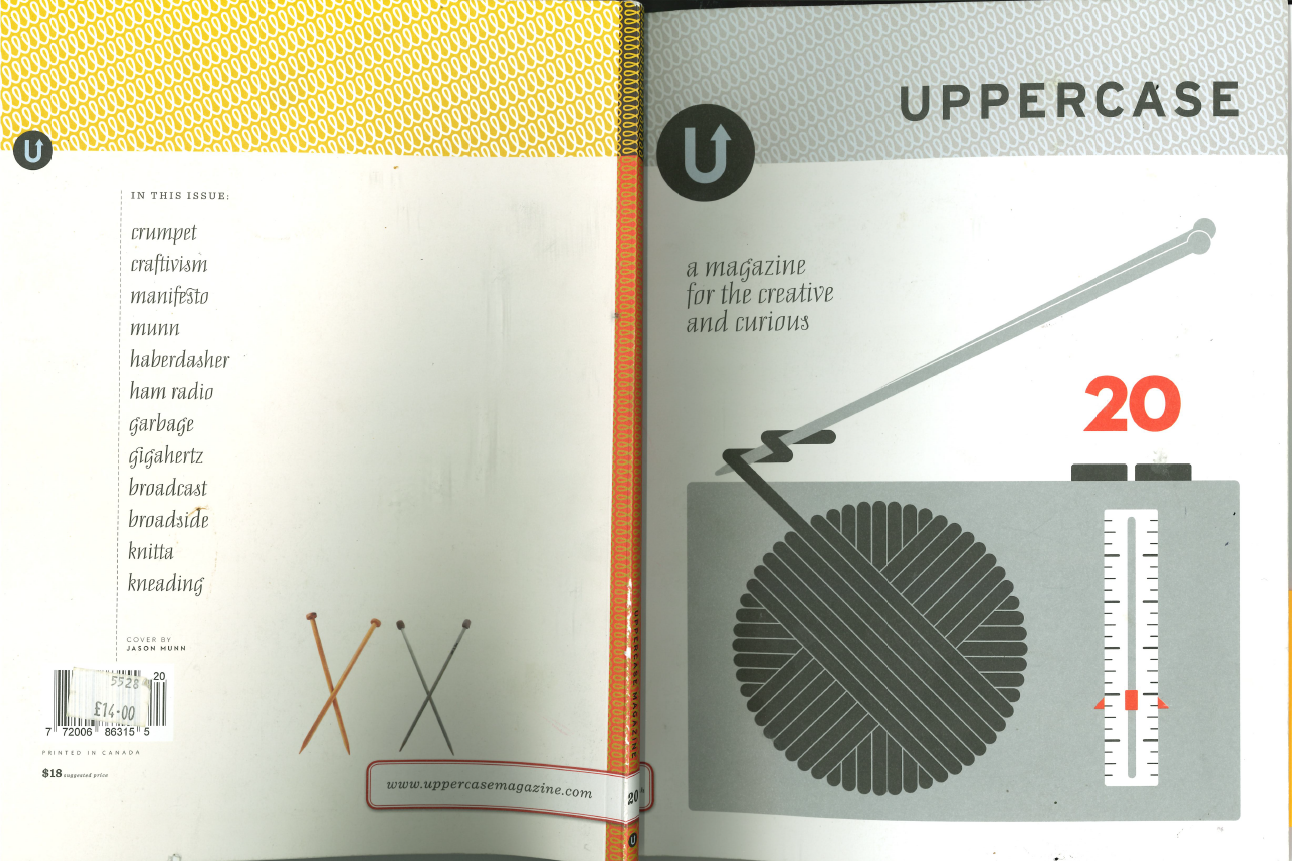 IN THIS ISSUE:
crumpet
craftivism
manifesto
munn
haberdasher
ham radio
garbage
gigahertz
broadcast
broadside
knitta
kneading
COVER BY
JASON MUNN
5528
20
£14·00
7 72006 86315 5
PRINTED IN CANADA
$18 suggested price
www.uppercasemagazine.com
UPPERCASE MAGAZINE
20
U
U
UPPERCASE
U
a magazine
for the creative
and curious
20